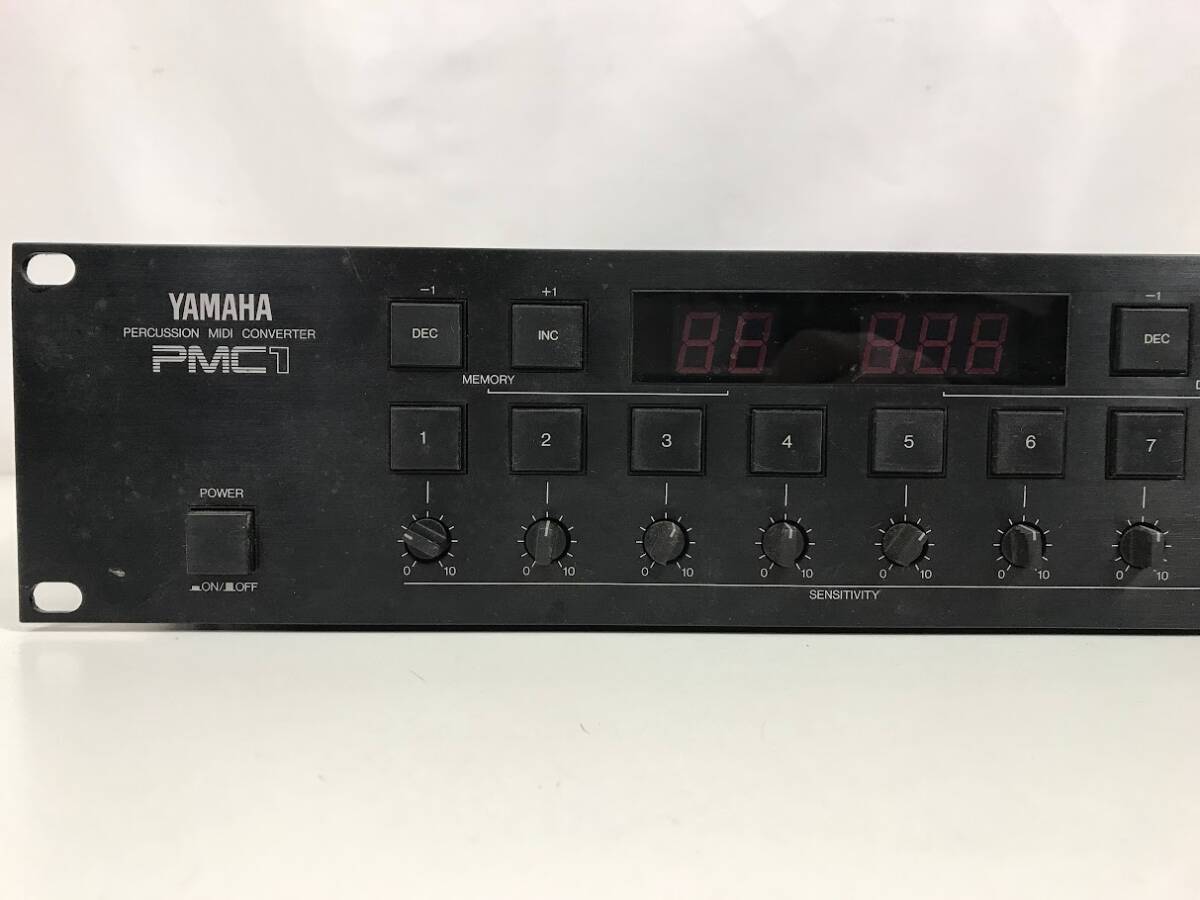 YAMAHA
PERCUSSION MIDI CONVERTER
PMC1
-1
+1
-1
DEC
INC
DEC
MEMORY
D
1
2
3
4
5
6
7
POWER
ON/OFF
0 10
0 10
0 10
0 10
0 10
0 10
0 10
SENSITIVITY